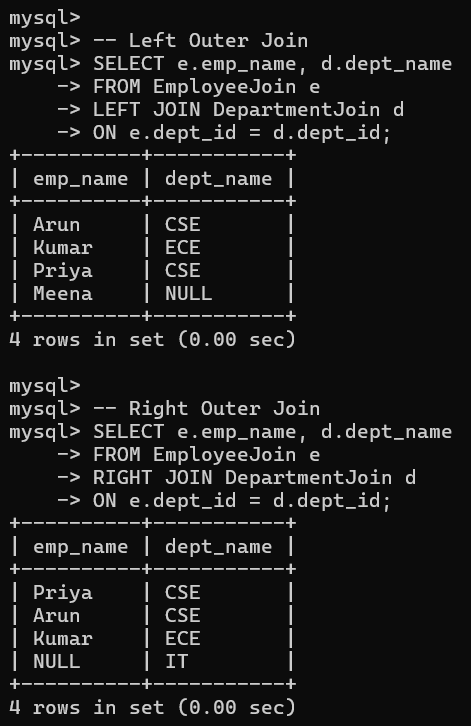 mysql>
mysql> -- Left Outer Join
mysql> SELECT e.emp_name, d.dept_name
    -> FROM EmployeeJoin e
    -> LEFT JOIN DepartmentJoin d
    -> ON e.dept_id = d.dept_id;
+----------+-----------+
| emp_name | dept_name |
+----------+-----------+
| Arun     | CSE       |
| Kumar    | ECE       |
| Priya    | CSE       |
| Meena    | NULL      |
+----------+-----------+
4 rows in set (0.00 sec)

mysql>
mysql> -- Right Outer Join
mysql> SELECT e.emp_name, d.dept_name
    -> FROM EmployeeJoin e
    -> RIGHT JOIN DepartmentJoin d
    -> ON e.dept_id = d.dept_id;
+----------+-----------+
| emp_name | dept_name |
+----------+-----------+
| Priya    | CSE       |
| Arun     | CSE       |
| Kumar    | ECE       |
| NULL     | IT        |
+----------+-----------+
4 rows in set (0.00 sec)